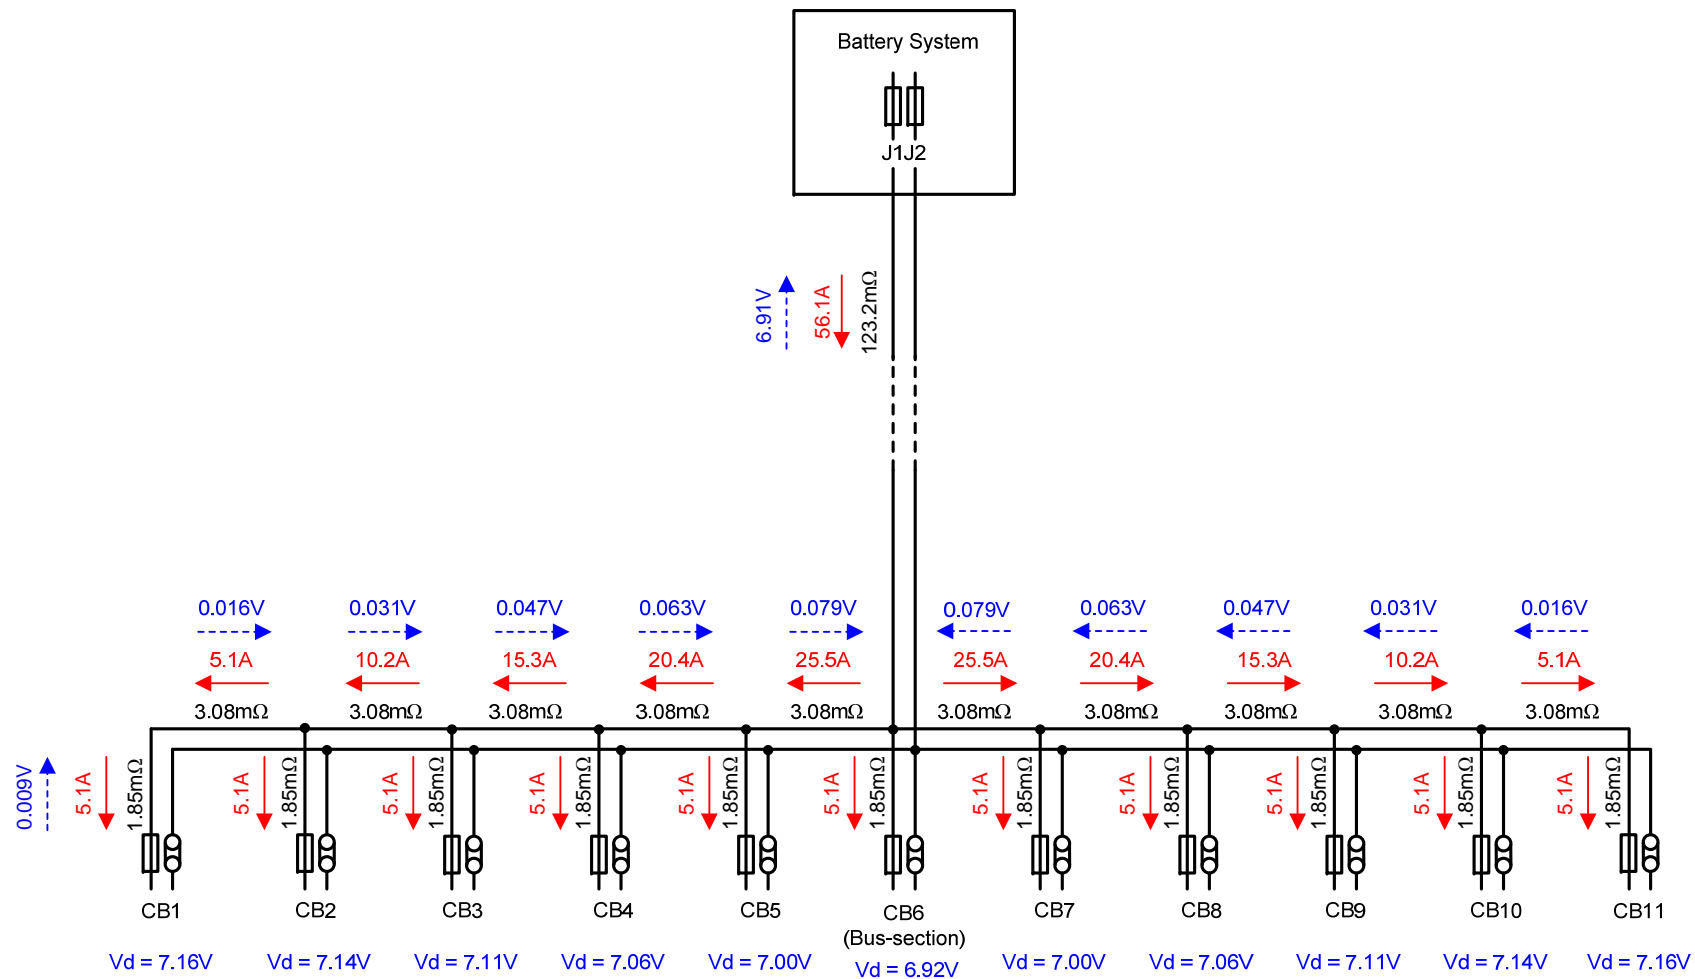 Battery System
J1J2
6.91V
56.1A
123.2mΩ
0.016V 0.031V 0.047V 0.063V 0.079V 0.079V 0.063V 0.047V 0.031V 0.016V
5.1A 10.2A 15.3A 20.4A 25.5A 25.5A 20.4A 15.3A 10.2A 5.1A
3.08mΩ 3.08mΩ 3.08mΩ 3.08mΩ 3.08mΩ 3.08mΩ 3.08mΩ 3.08mΩ 3.08mΩ 3.08mΩ
0.009V
5.1A 1.85mΩ 5.1A 1.85mΩ 5.1A 1.85mΩ 5.1A 1.85mΩ 5.1A 1.85mΩ 5.1A 1.85mΩ 5.1A 1.85mΩ 5.1A 1.85mΩ 5.1A 1.85mΩ 5.1A 1.85mΩ 5.1A 1.85mΩ
CB1 CB2 CB3 CB4 CB5 CB6 CB7 CB8 CB9 CB10 CB11
(Bus-section)
Vd = 7.16V Vd = 7.14V Vd = 7.11V Vd = 7.06V Vd = 7.00V Vd = 6.92V Vd = 7.00V Vd = 7.06V Vd = 7.11V Vd = 7.14V Vd = 7.16V